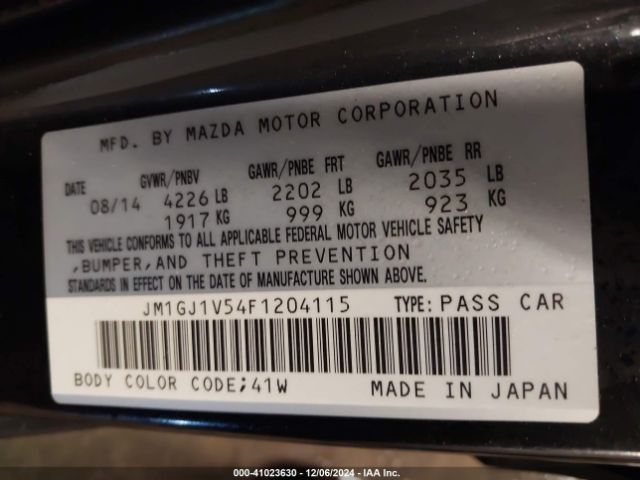 MFD. BY MAZDA MOTOR CORPORATION
DATE GVWR/PNBV GAWR/PNBE FRT GAWR/PNBE RR
08/14 4226 LB 2202 LB 2035 LB
1917 KG 999 KG 923 KG
THIS VEHICLE CONFORMS TO ALL APPLICABLE FEDERAL MOTOR VEHICLE SAFETY
,BUMPER,AND THEFT PREVENTION
STANDARDS IN EFFECT ON THE DATE OF MANUFACTURE SHOWN ABOVE.
JM1GJ1V54F1204115 TYPE: PASS CAR
BODY COLOR CODE;41W MADE IN JAPAN
000-41023630 - 12/06/2024 - IAA Inc.